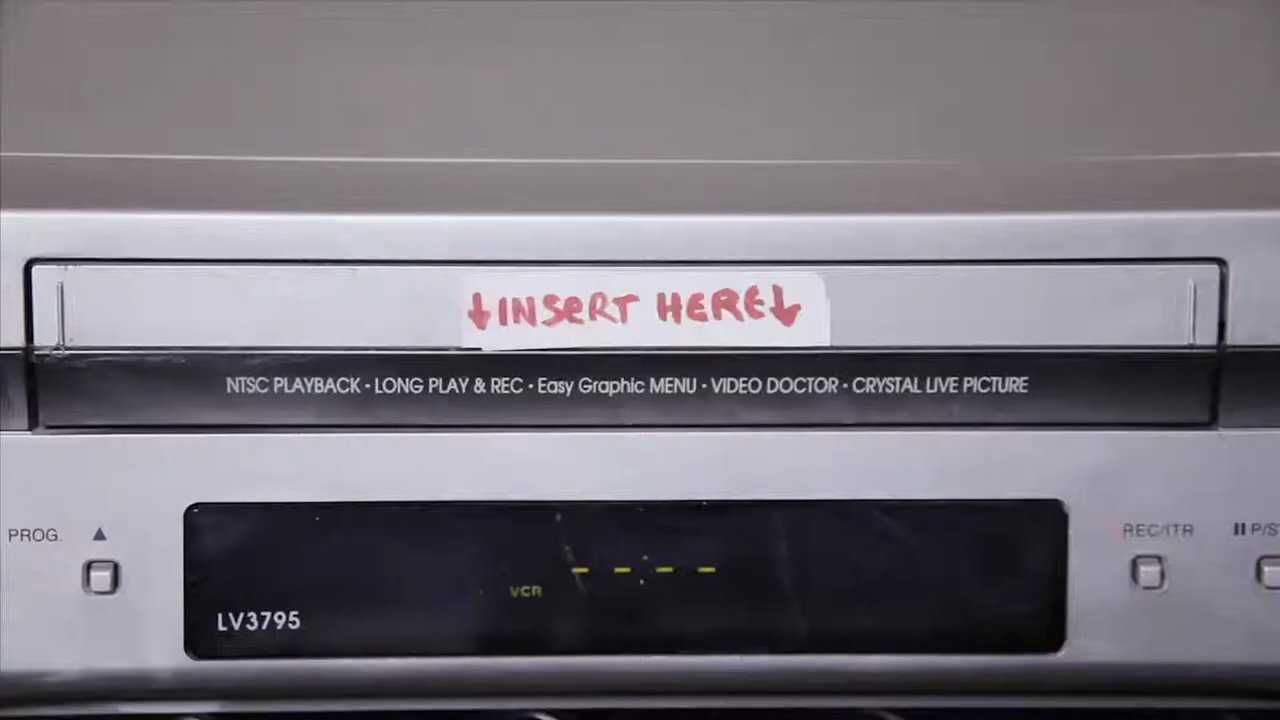 ↓INSERT HERE↓
NTSC PLAYBACK · LONG PLAY & REC · Easy Graphic MENU · VIDEO DOCTOR · CRYSTAL LIVE PICTURE
PROG. ▲
REC/ITR
VCR --:--
LV3795